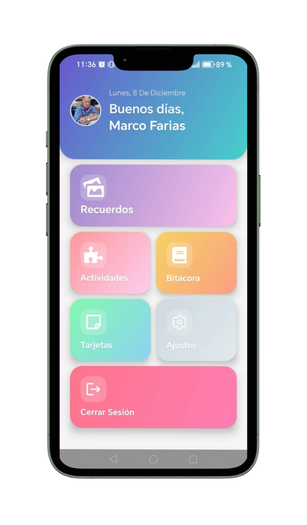 11:36 89 %
Lunes, 8 De Diciembre
Buenos días,
Marco Farias
Recuerdos
Actividades
Bitácora
Tarjetas
Ajustes
Cerrar Sesión